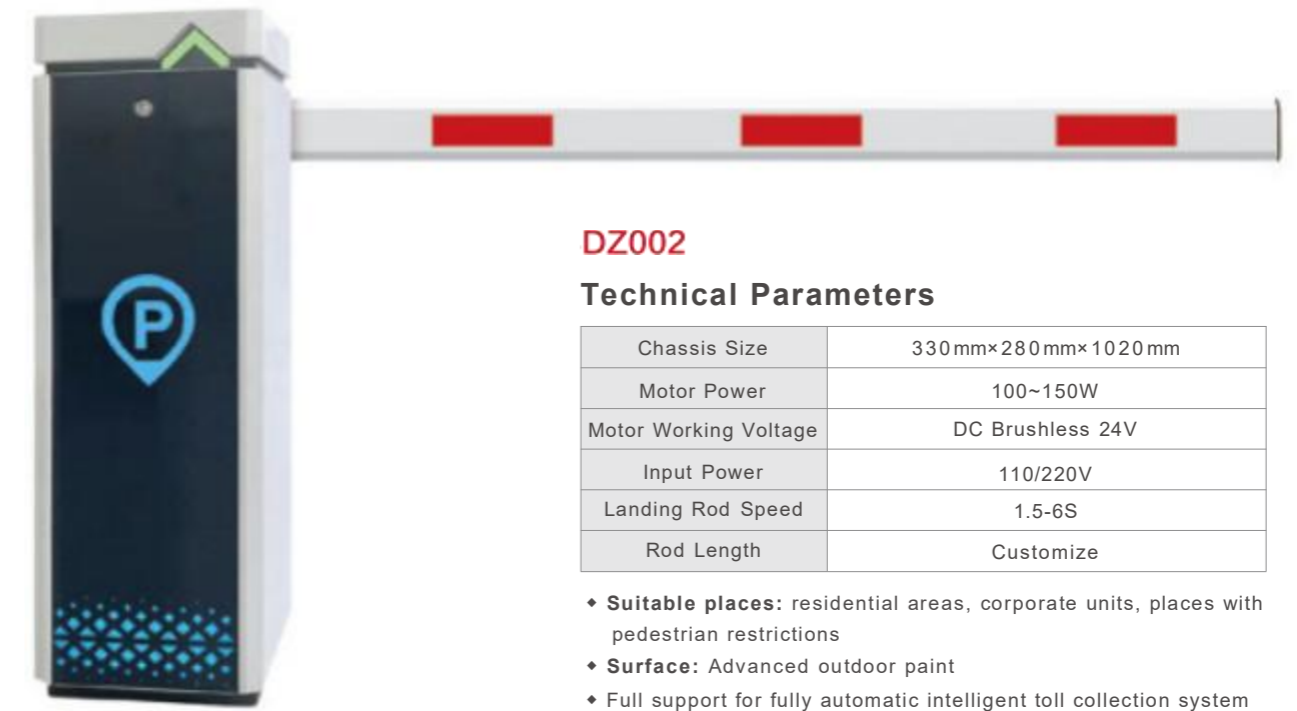 P
DZ002
Technical Parameters
Chassis Size 330mm×280mm×1020mm
Motor Power 100~150W
Motor Working Voltage DC Brushless 24V
Input Power 110/220V
Landing Rod Speed 1.5-6S
Rod Length Customize
◆ Suitable places: residential areas, corporate units, places with
pedestrian restrictions
◆ Surface: Advanced outdoor paint
◆ Full support for fully automatic intelligent toll collection system